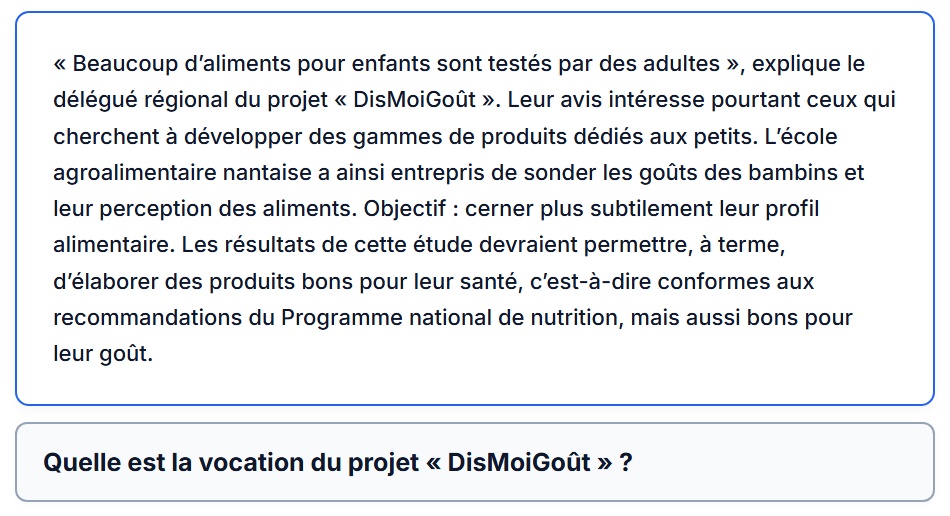 « Beaucoup d’aliments pour enfants sont testés par des adultes », explique le
délégué régional du projet « DisMoiGoût ». Leur avis intéresse pourtant ceux qui
cherchent à développer des gammes de produits dédiés aux petits. L’école
agroalimentaire nantaise a ainsi entrepris de sonder les goûts des bambins et
leur perception des aliments. Objectif : cerner plus subtilement leur profil
alimentaire. Les résultats de cette étude devraient permettre, à terme,
d’élaborer des produits bons pour leur santé, c’est-à-dire conformes aux
recommandations du Programme national de nutrition, mais aussi bons pour
leur goût.
Quelle est la vocation du projet « DisMoiGoût » ?